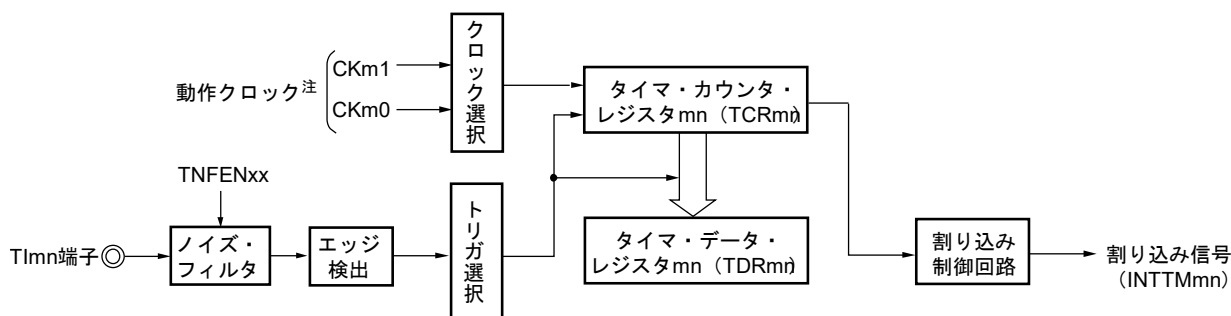 動作クロック注
CKm1
CKm0
クロック選択
タイマ・カウンタ・
レジスタmn（TCRmn）
TNFENxx
TImn端子
ノイズ・
フィルタ
エッジ
検出
トリガ選択
タイマ・データ・
レジスタmn（TDRmn）
割り込み
制御回路
割り込み信号
（INTTMmn）